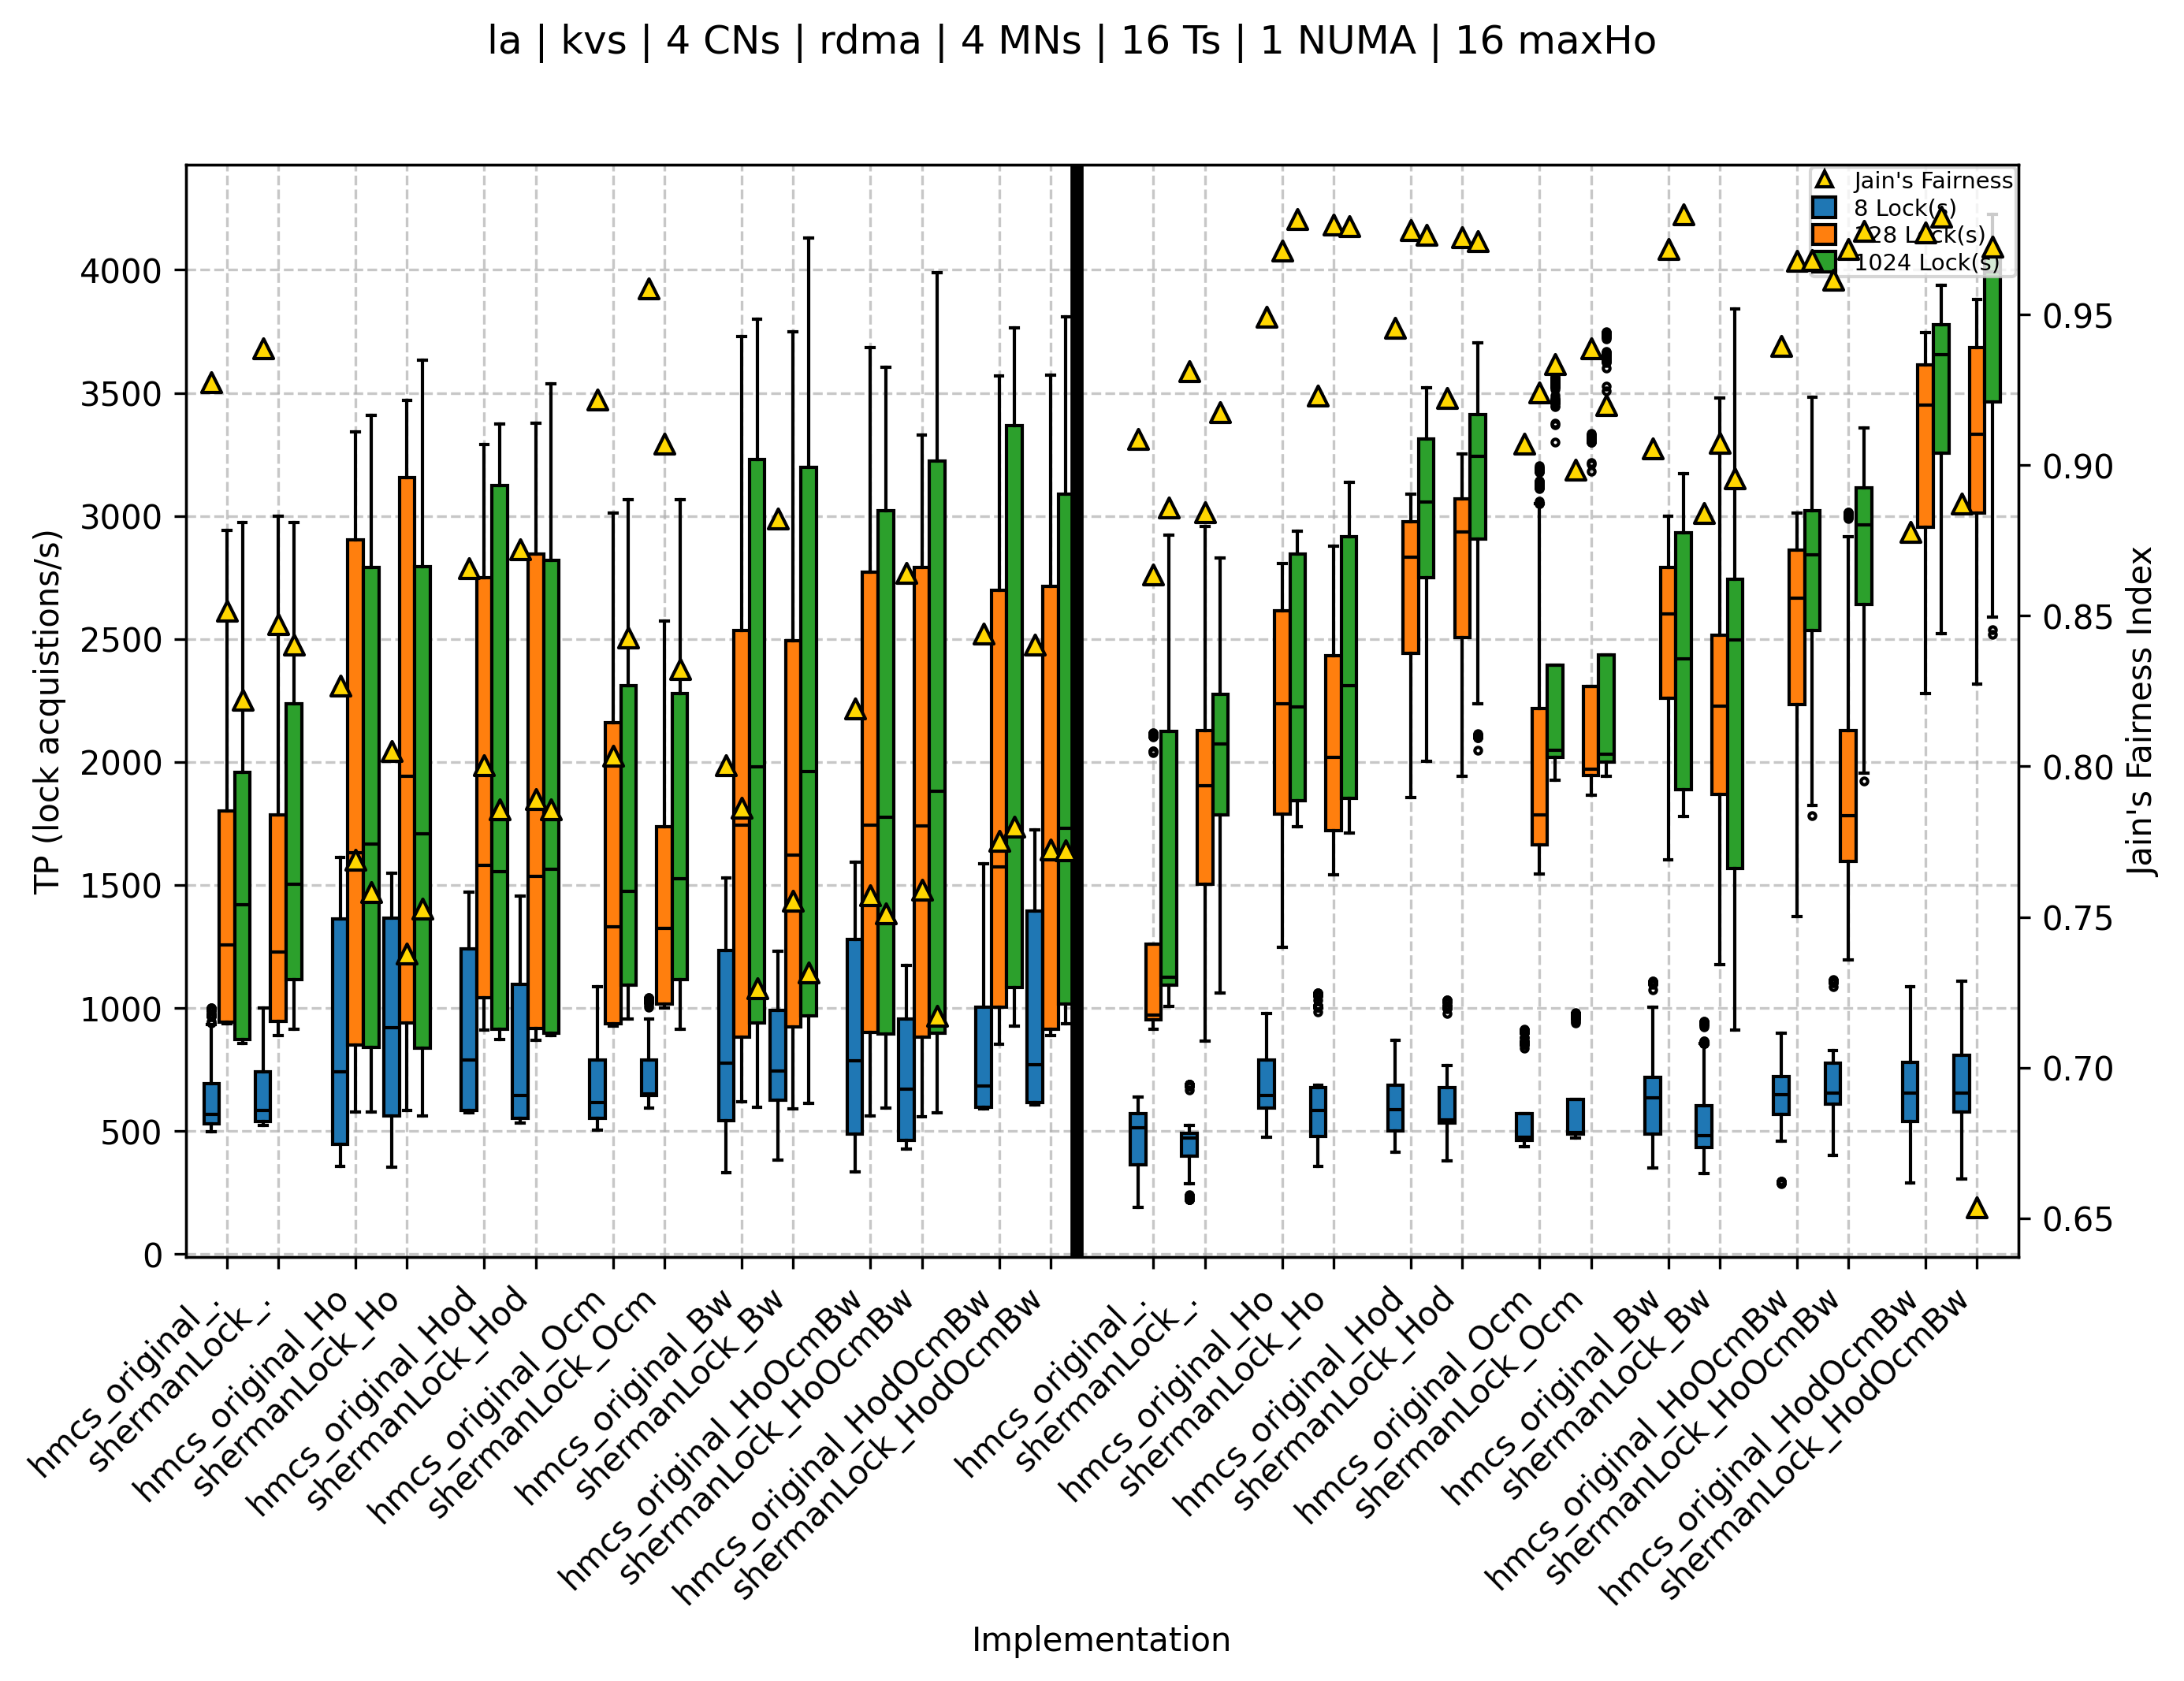 la | kvs | 4 CNs | rdma | 4 MNs | 16 Ts | 1 NUMA | 16 maxHo
Jain's Fairness
8 Lock(s)
128 Lock(s)
1024 Lock(s)
TP (lock acquistions/s)
4000
3500
3000
2500
2000
1500
1000
500
0
Jain's Fairness Index
0.95
0.90
0.85
0.80
0.75
0.70
0.65
hmcs_original_.
shermanLock_.
hmcs_original_Ho
shermanLock_Ho
hmcs_original_Hod
shermanLock_Hod
hmcs_original_Ocm
shermanLock_Ocm
hmcs_original_Bw
shermanLock_Bw
hmcs_original_HoOcmBw
shermanLock_HoOcmBw
hmcs_original_HodOcmBw
shermanLock_HodOcmBw
hmcs_original_.
shermanLock_.
hmcs_original_Ho
shermanLock_Ho
hmcs_original_Hod
shermanLock_Hod
hmcs_original_Ocm
shermanLock_Ocm
hmcs_original_Bw
shermanLock_Bw
hmcs_original_HoOcmBw
shermanLock_HoOcmBw
hmcs_original_HodOcmBw
shermanLock_HodOcmBw
Implementation